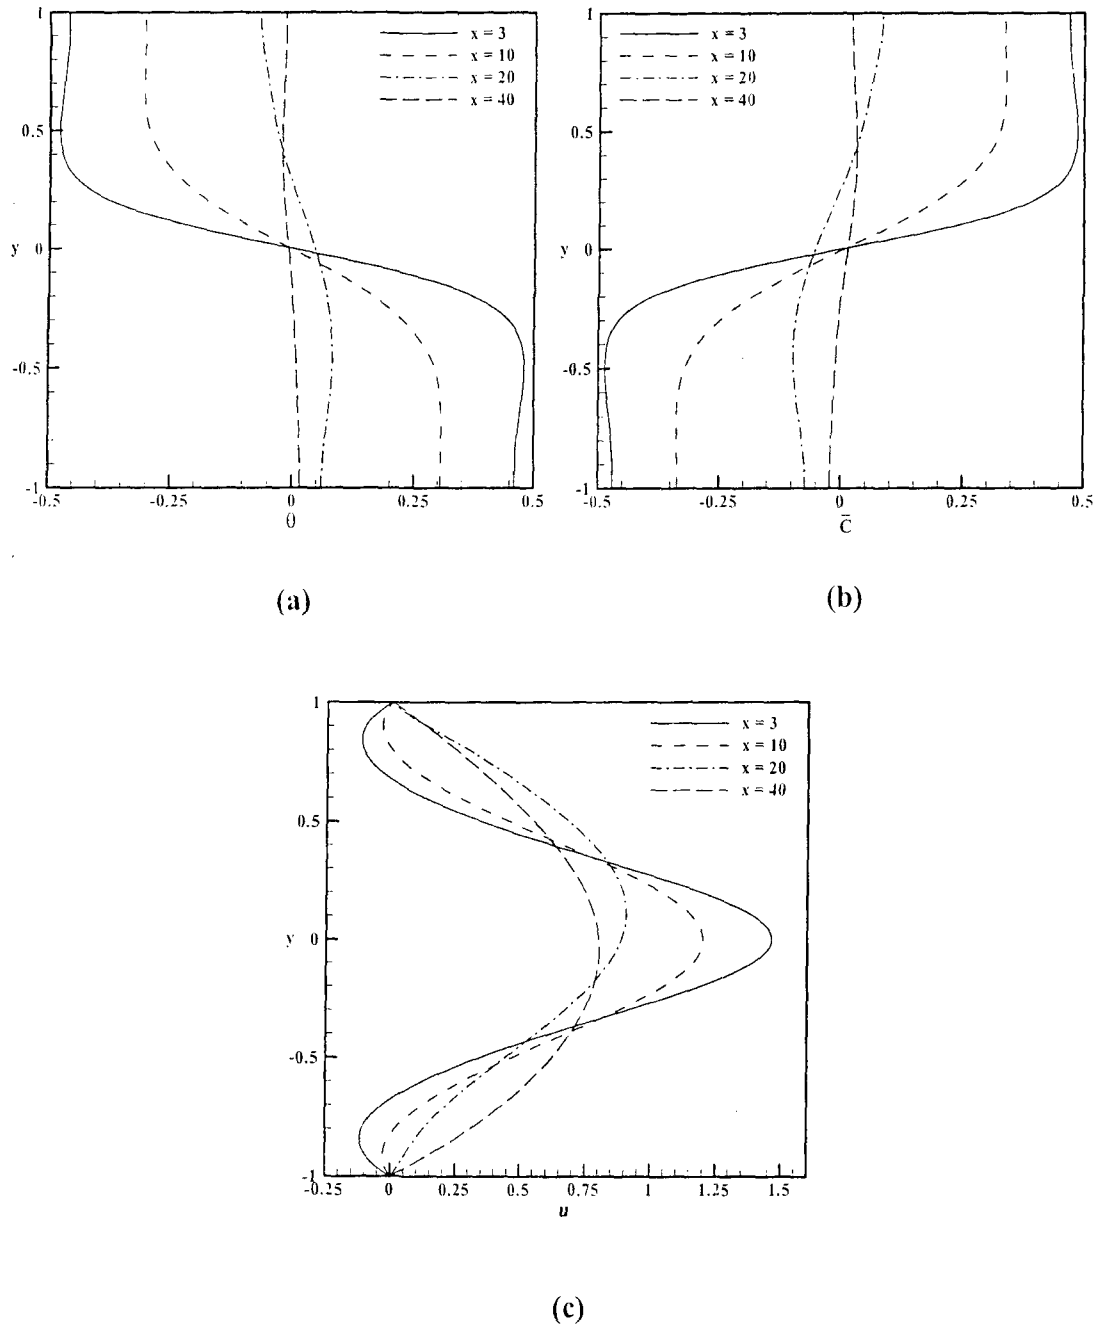 1
0.5
y 0
-0.5
-1
-0.5 -0.25 0 0.25 0.5
θ
x = 3
x = 10
x = 20
x = 40
(a)
1
0.5
y 0
-0.5
-1
-0.5 -0.25 0 0.25 0.5
C̄
x = 3
x = 10
x = 20
x = 40
(b)
1
0.5
y 0
-0.5
-1
-0.25 0 0.25 0.5 0.75 1 1.25 1.5
u
x = 3
x = 10
x = 20
x = 40
(c)